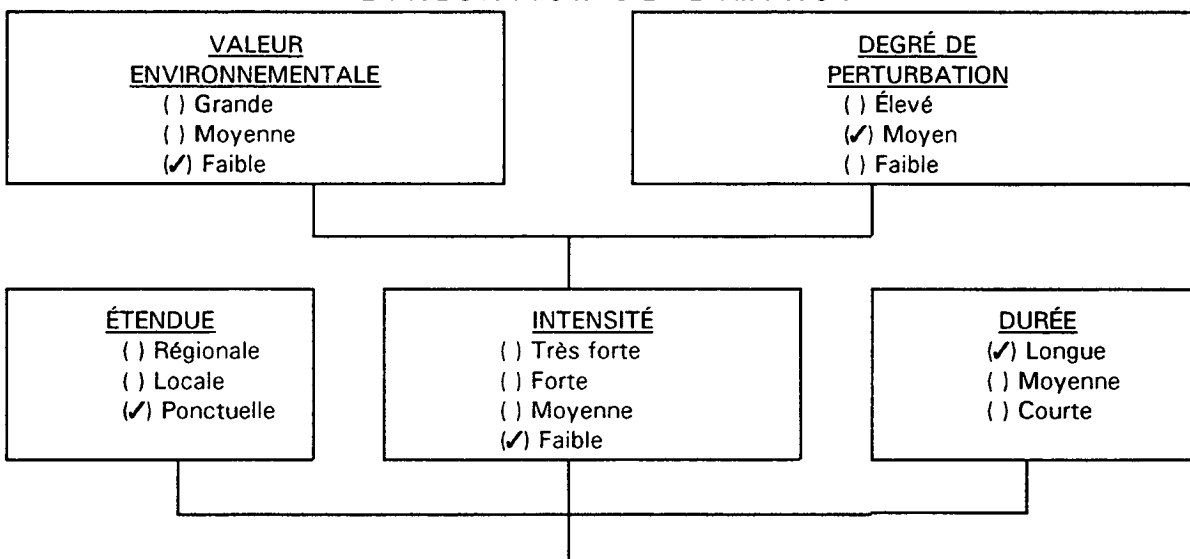 VALEUR
ENVIRONNEMENTALE
( ) Grande
( ) Moyenne
(✓) Faible
DEGRÉ DE
PERTURBATION
( ) Élevé
(✓) Moyen
( ) Faible
ÉTENDUE
( ) Régionale
( ) Locale
(✓) Ponctuelle
INTENSITÉ
( ) Très forte
( ) Forte
( ) Moyenne
(✓) Faible
DURÉE
(✓) Longue
( ) Moyenne
( ) Courte